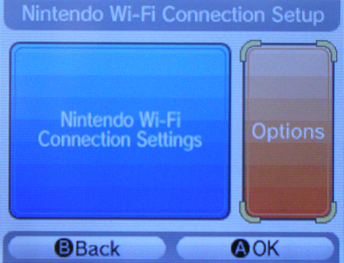 Nintendo Wi-Fi Connection Setup
Nintendo Wi-Fi
Connection Settings
Options
B Back
A OK